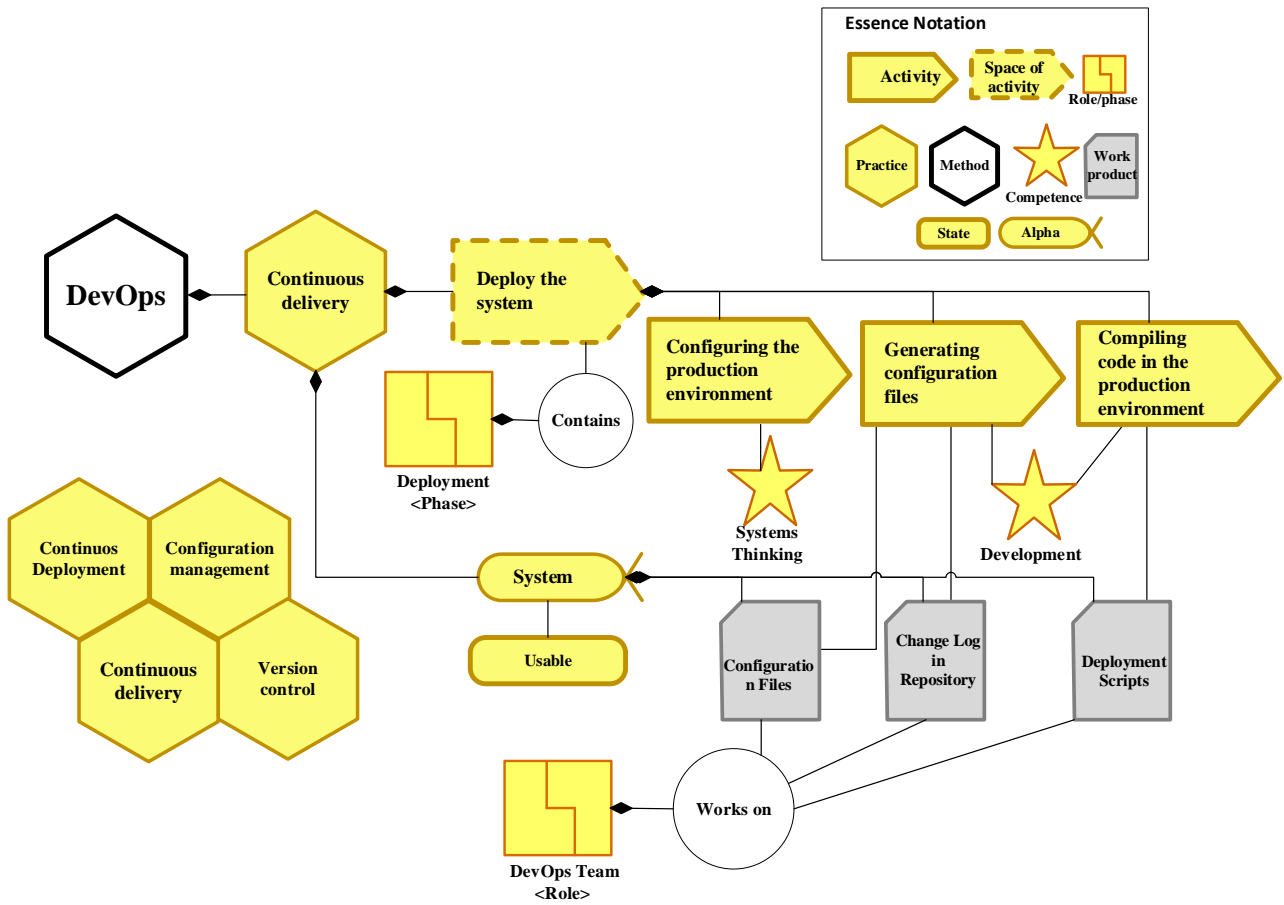 Essence Notation
Activity
Space of
activity
Role/phase
Practice
Method
Competence
Work
product
State
Alpha
DevOps
Continuous
delivery
Deploy the
system
Configuring the
production
environment
Generating
configuration
files
Compiling
code in the
production
environment
Contains
Deployment
<Phase>
Systems
Thinking
Development
Continuos
Deployment
Configuration
management
Continuous
delivery
Version
control
System
Usable
Configuratio
n Files
Change Log
in
Repository
Deployment
Scripts
Works on
DevOps Team
<Role>